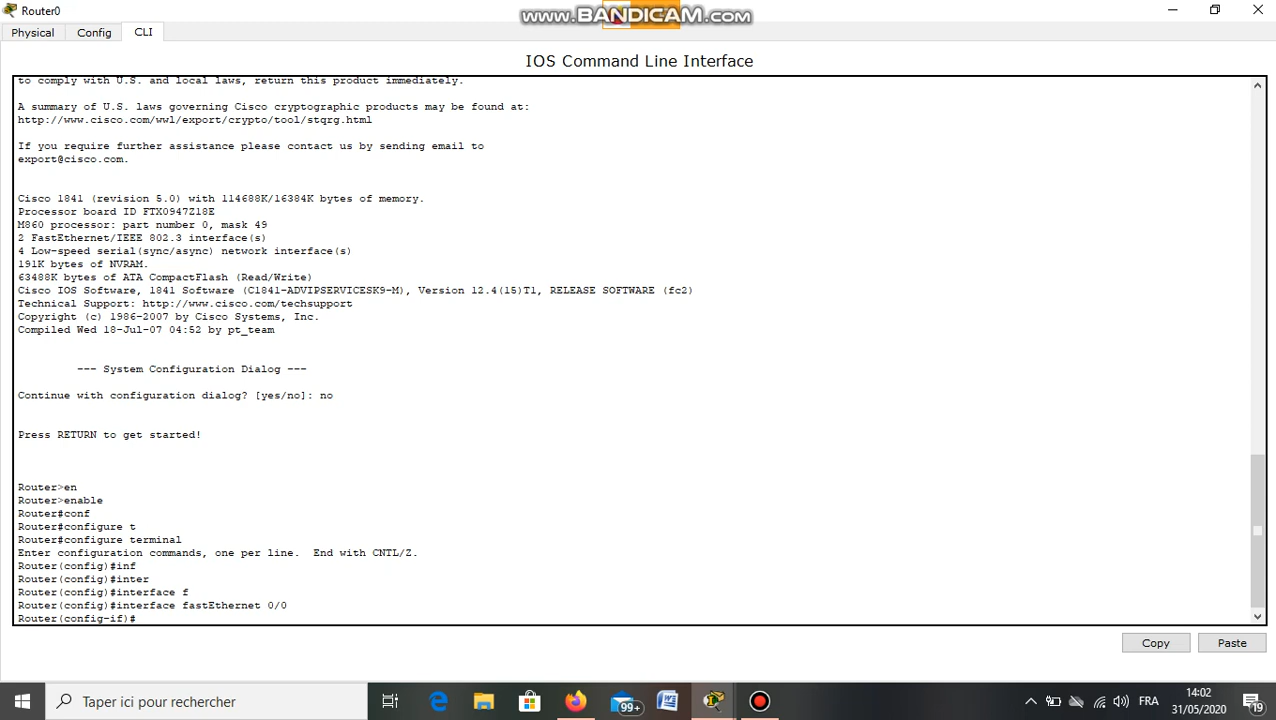 Router0
www.BANDICAM.com
Physical
Config
CLI
IOS Command Line Interface
to comply with U.S. and local laws, return this product immediately.
A summary of U.S. laws governing Cisco cryptographic products may be found at:
http://www.cisco.com/wwl/export/crypto/tool/stqrg.html
If you require further assistance please contact us by sending email to
export@cisco.com.
Cisco 1841 (revision 5.0) with 114688K/16384K bytes of memory.
Processor board ID FTX0947Z18E
M860 processor: part number 0, mask 49
2 FastEthernet/IEEE 802.3 interface(s)
4 Low-speed serial(sync/async) network interface(s)
191K bytes of NVRAM.
63488K bytes of ATA CompactFlash (Read/Write)
Cisco IOS Software, 1841 Software (C1841-ADVIPSERVICESK9-M), Version 12.4(15)T1, RELEASE SOFTWARE (fc2)
Technical Support: http://www.cisco.com/techsupport
Copyright (c) 1986-2007 by Cisco Systems, Inc.
Compiled Wed 18-Jul-07 04:52 by pt_team
--- System Configuration Dialog ---
Continue with configuration dialog? [yes/no]: no
Press RETURN to get started!
Router>en
Router>enable
Router#conf
Router#configure t
Router#configure terminal
Enter configuration commands, one per line.  End with CNTL/Z.
Router(config)#inf
Router(config)#inter
Router(config)#interface f
Router(config)#interface fastEthernet 0/0
Router(config-if)#
Copy
Paste
Taper ici pour rechercher
99+
FRA
14:02
31/05/2020
19